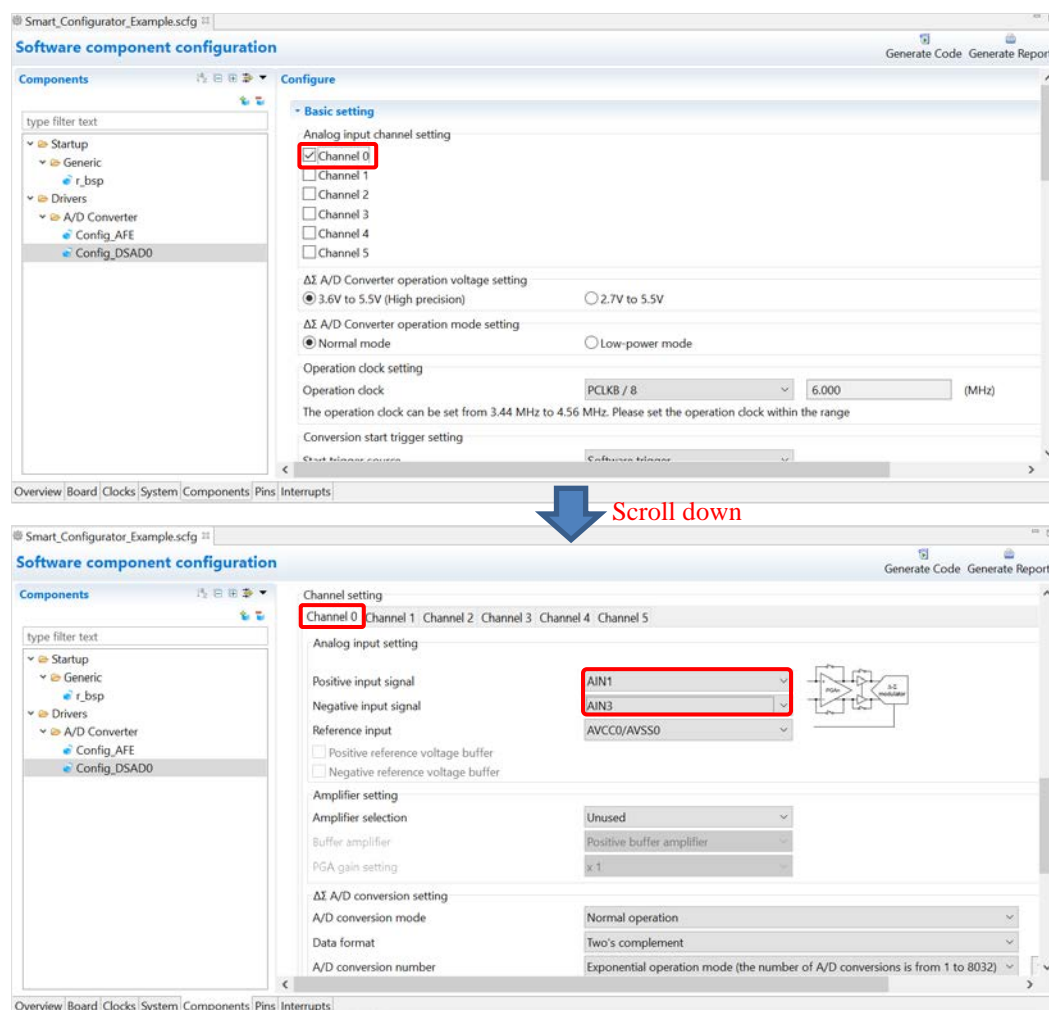 Smart_Configurator_Example.scfg
Software component configuration
Generate Code Generate Report
Components
Configure
type filter text
Startup
Generic
r_bsp
Drivers
A/D Converter
Config_AFE
Config_DSAD0
Basic setting
Analog input channel setting
Channel 0
Channel 1
Channel 2
Channel 3
Channel 4
Channel 5
ΔΣ A/D Converter operation voltage setting
3.6V to 5.5V (High precision) 2.7V to 5.5V
ΔΣ A/D Converter operation mode setting
Normal mode Low-power mode
Operation clock setting
Operation clock PCLKB / 8 6.000 (MHz)
The operation clock can be set from 3.44 MHz to 4.56 MHz. Please set the operation clock within the range
Conversion start trigger setting
Start trigger source Software trigger
Overview Board Clocks System Components Pins Interrupts
Scroll down
Smart_Configurator_Example.scfg
Software component configuration
Generate Code Generate Report
Components
type filter text
Startup
Generic
r_bsp
Drivers
A/D Converter
Config_AFE
Config_DSAD0
Channel setting
Channel 0 Channel 1 Channel 2 Channel 3 Channel 4 Channel 5
Analog input setting
Positive input signal AIN1
Negative input signal AIN3
Reference input AVCC0/AVSS0
Positive reference voltage buffer
Negative reference voltage buffer
Amplifier setting
Amplifier selection Unused
Buffer amplifier Positive buffer amplifier
PGA gain setting x 1
ΔΣ A/D conversion setting
A/D conversion mode Normal operation
Data format Two's complement
A/D conversion number Exponential operation mode (the number of A/D conversions is from 1 to 8032)
Overview Board Clocks System Components Pins Interrupts